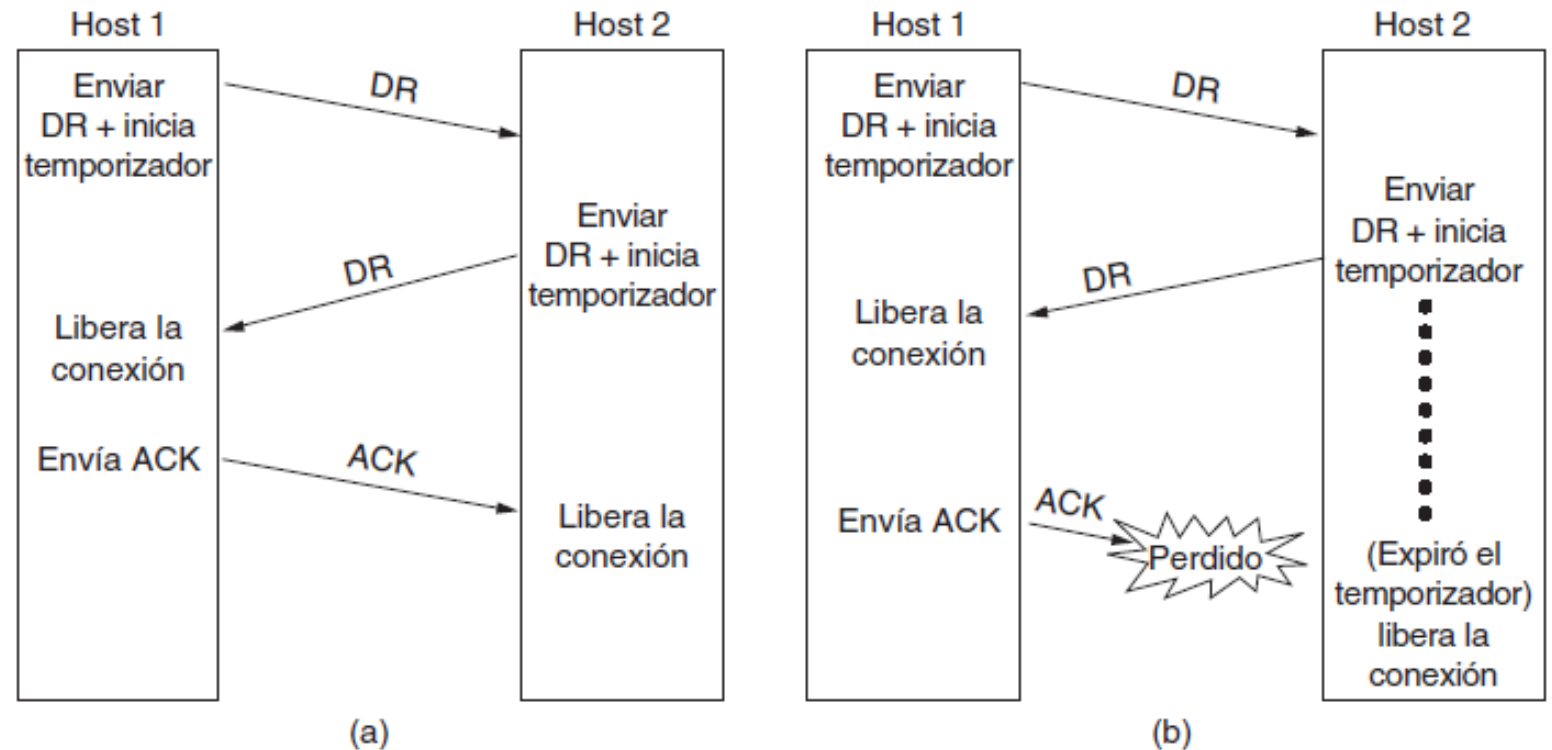 Host 1
Host 2
Enviar
DR + inicia
temporizador
DR
Enviar
DR + inicia
temporizador
DR
Libera la
conexión
Envía ACK
ACK
Libera la
conexión
(a)
Host 1
Host 2
Enviar
DR + inicia
temporizador
DR
Enviar
DR + inicia
temporizador
DR
Libera la
conexión
Envía ACK
ACK
Perdido
(Expiró el
temporizador)
libera la
conexión
(b)